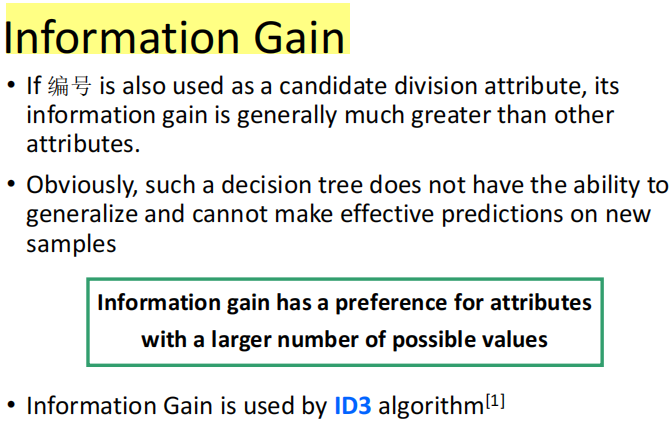 Information Gain
• If 编号 is also used as a candidate division attribute, its
information gain is generally much greater than other
attributes.
• Obviously, such a decision tree does not have the ability to
generalize and cannot make effective predictions on new
samples
Information gain has a preference for attributes
with a larger number of possible values
• Information Gain is used by ID3 algorithm[1]